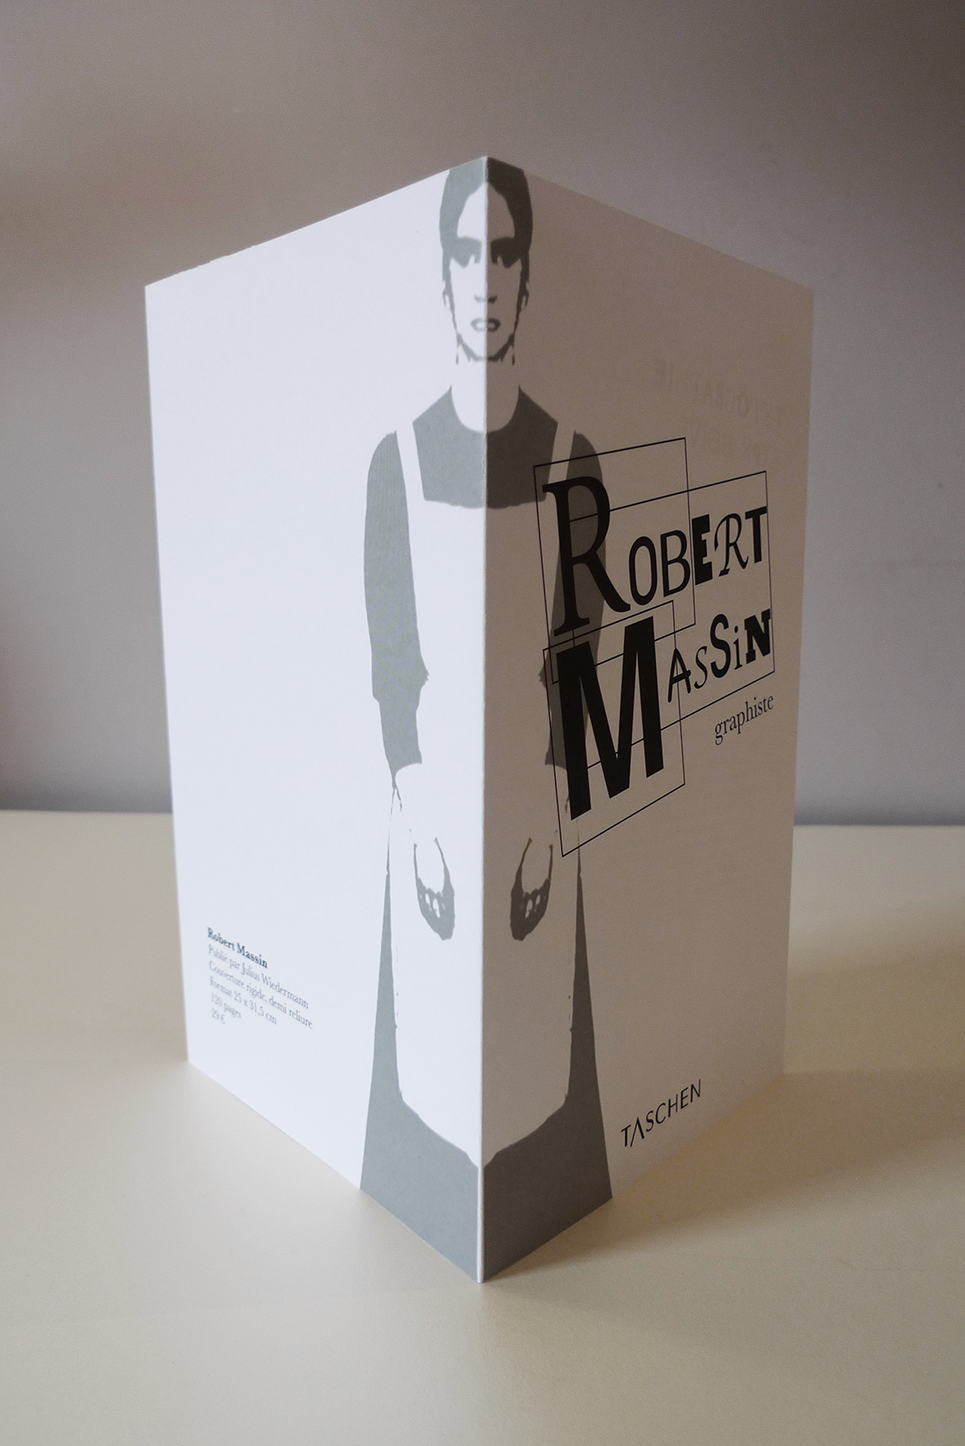 Robert Massin
Publié par Julius Wiedermann
Couverture rigide, demi reliure
Format 25 x 31,5 cm
120 pages
29 €
ROBERT
MASSiN
graphiste
TASCHEN